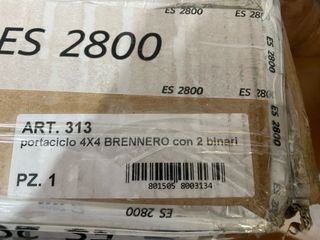 ES 2800
ES 2800
ES 2800
ES 2800
ART. 313
portaciclo 4X4 BRENNERO con 2 binari
PZ. 1
801505 8003134
ES 2800